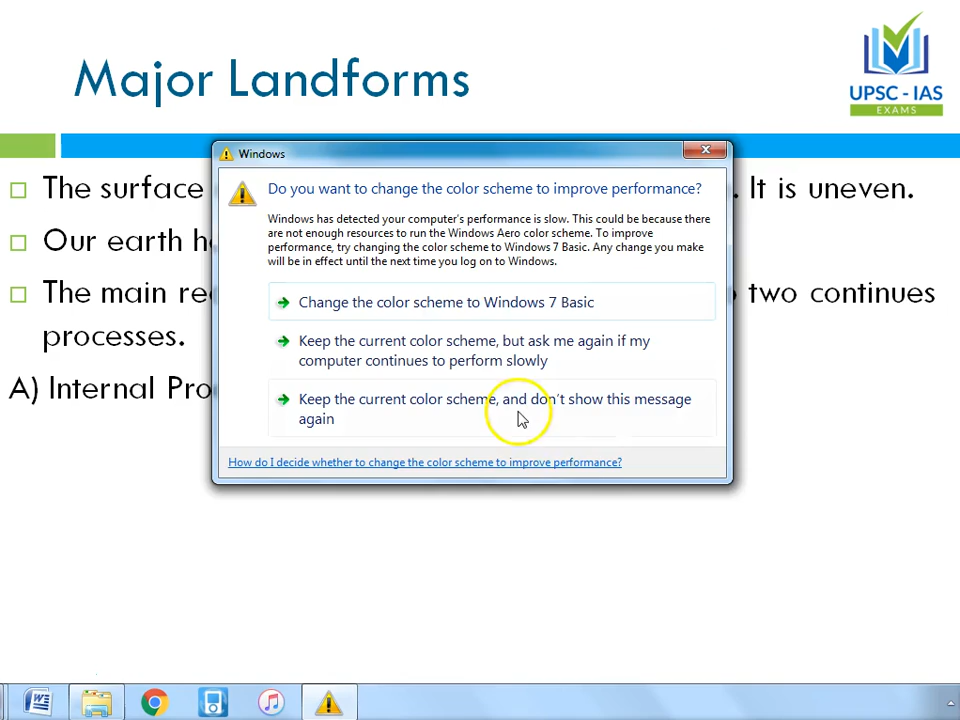 Major Landforms
UPSC - IAS
EXAMS
Windows
The surface
. It is uneven.
Do you want to change the color scheme to improve performance?
Windows has detected your computer's performance is slow. This could be because there
are not enough resources to run the Windows Aero color scheme. To improve
performance, try changing the color scheme to Windows 7 Basic. Any change you make
will be in effect until the next time you log on to Windows.
Our earth
The main
two continues
processes.
Change the color scheme to Windows 7 Basic
Keep the current color scheme, but ask me again if my
computer continues to perform slowly
A) Internal
Keep the current color scheme, and don't show this message
again
How do I decide whether to change the color scheme to improve performance?